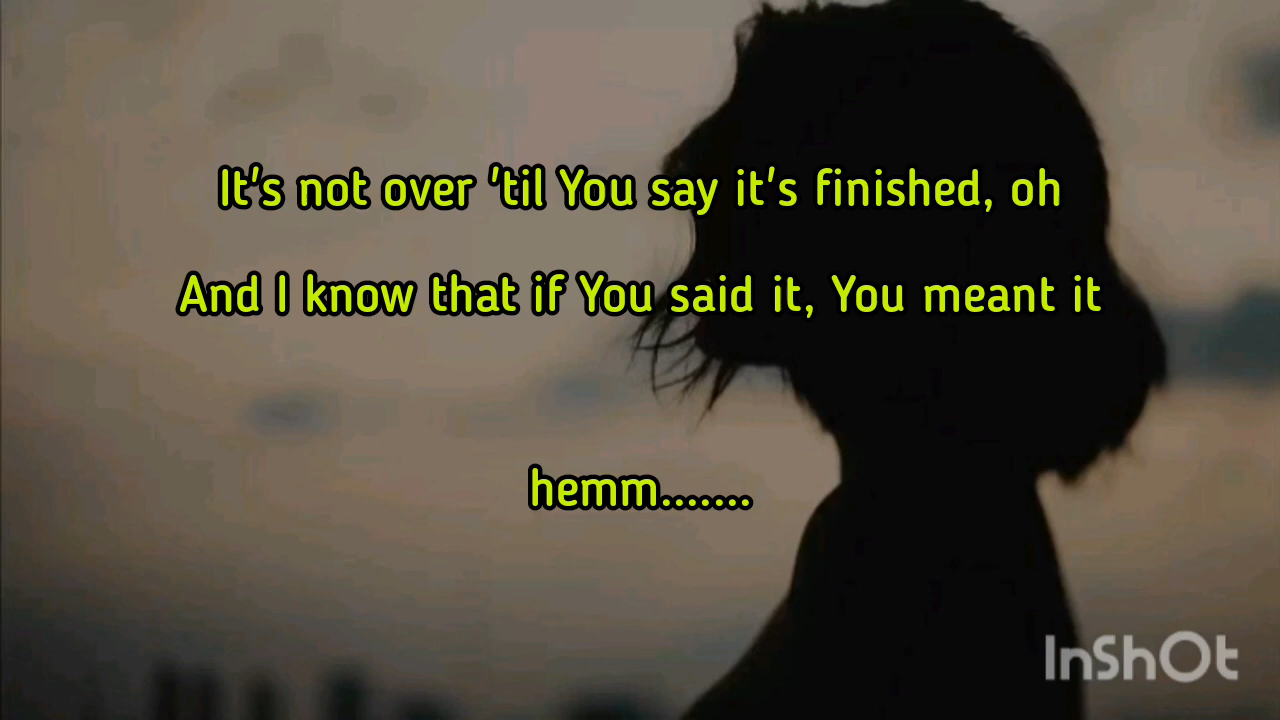 It's not over 'til You say it's finished, oh
And I know that if You said it, You meant it
hemm.......
InShOt